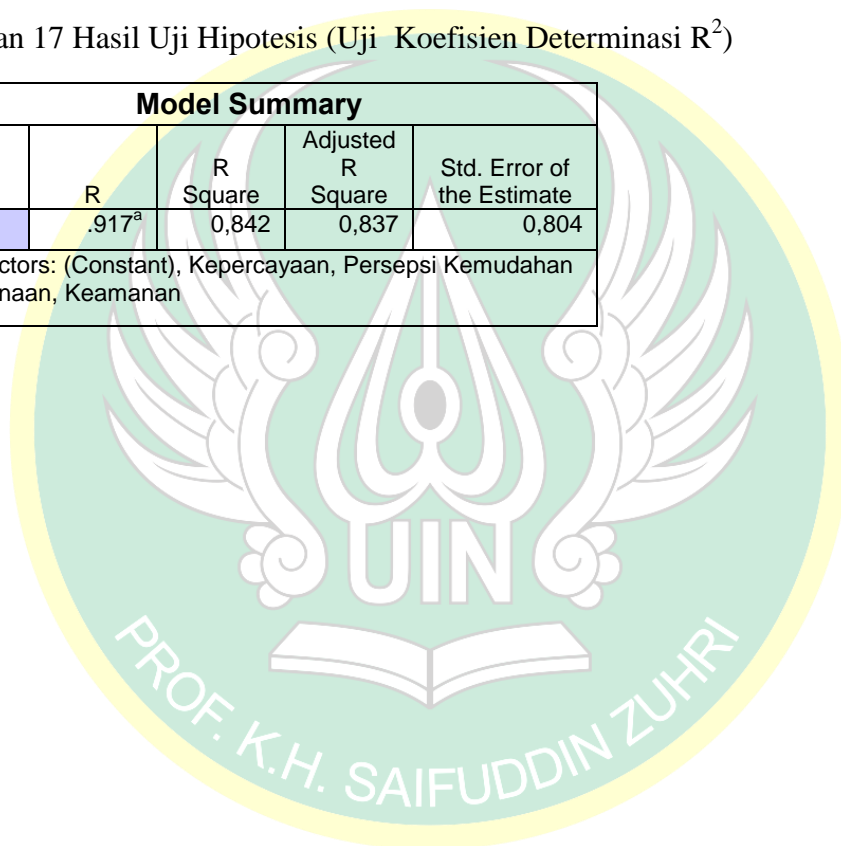 an 17 Hasil Uji Hipotesis (Uji Koefisien Determinasi R²)
Model Summary
R
R Square
Adjusted R Square
Std. Error of the Estimate
.917ᵃ 0,842 0,837 0,804
ctors: (Constant), Kepercayaan, Persepsi Kemudahan
naan, Keamanan
UIN
PROF. K.H. SAIFUDDIN ZUHRI